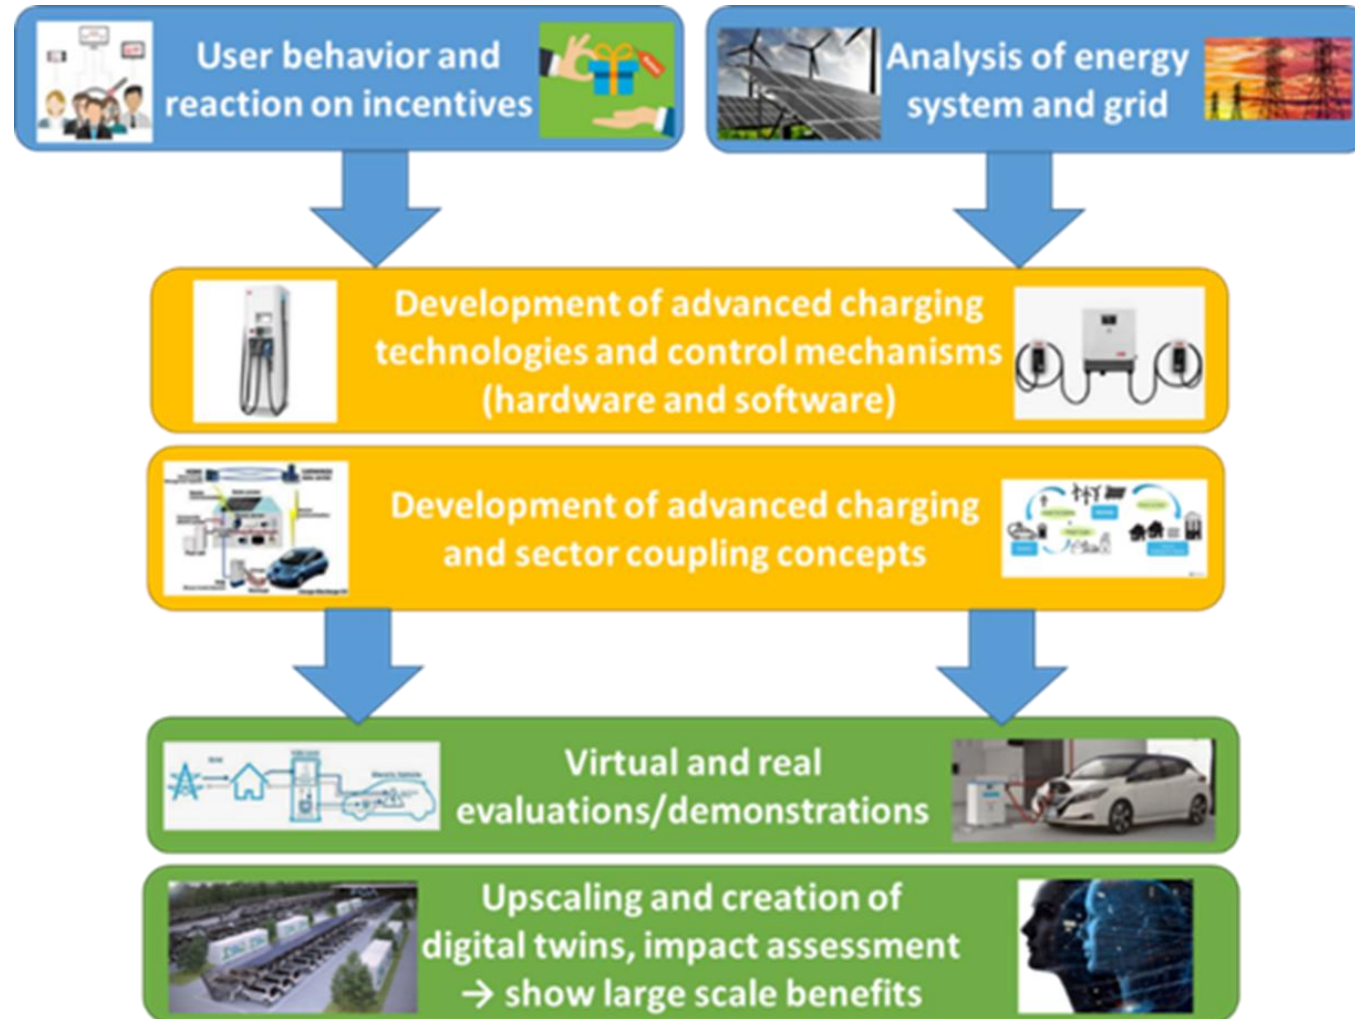 User behavior and
reaction on incentives
Analysis of energy
system and grid
Development of advanced charging
technologies and control mechanisms
(hardware and software)
Development of advanced charging
and sector coupling concepts
Virtual and real
evaluations/demonstrations
Upscaling and creation of
digital twins, impact assessment
→ show large scale benefits